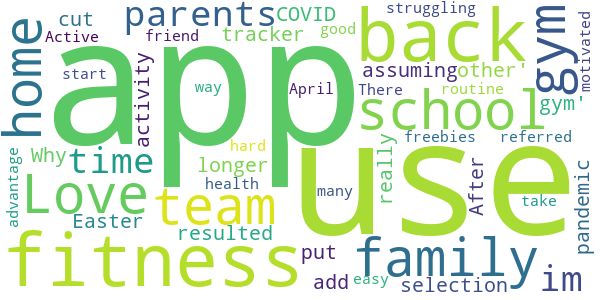 app
use
back
gym
fitness
family
school
Love
team
home
parents
time
im
cut
Active
friend
COVID
tracker
good
struggling
motivated
activity
assuming
other'
start
way
April
There
routine
gym'
Why
longer
hard
health
many
really
freebies
referred
After
take
pandemic
advantage
Easter
resulted
put
add
easy
selection